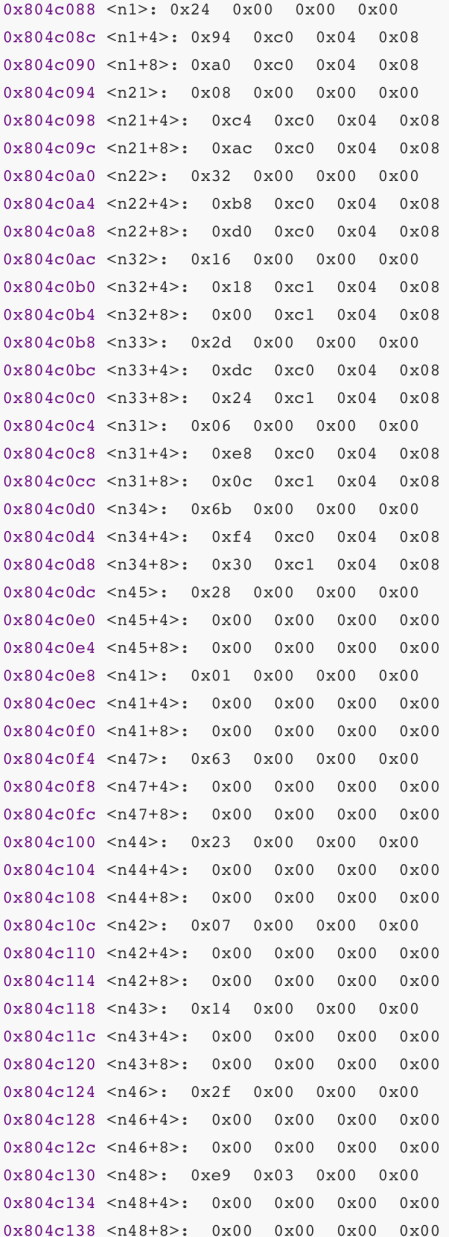 0x804c088 <n1>: 0x24 0x00 0x00 0x00
0x804c08c <n1+4>: 0x94 0xc0 0x04 0x08
0x804c090 <n1+8>: 0xa0 0xc0 0x04 0x08
0x804c094 <n21>: 0x08 0x00 0x00 0x00
0x804c098 <n21+4>: 0xc4 0xc0 0x04 0x08
0x804c09c <n21+8>: 0xac 0xc0 0x04 0x08
0x804c0a0 <n22>: 0x32 0x00 0x00 0x00
0x804c0a4 <n22+4>: 0xb8 0xc0 0x04 0x08
0x804c0a8 <n22+8>: 0xd0 0xc0 0x04 0x08
0x804c0ac <n32>: 0x16 0x00 0x00 0x00
0x804c0b0 <n32+4>: 0x18 0xc1 0x04 0x08
0x804c0b4 <n32+8>: 0x00 0xc1 0x04 0x08
0x804c0b8 <n33>: 0x2d 0x00 0x00 0x00
0x804c0bc <n33+4>: 0xdc 0xc0 0x04 0x08
0x804c0c0 <n33+8>: 0x24 0xc1 0x04 0x08
0x804c0c4 <n31>: 0x06 0x00 0x00 0x00
0x804c0c8 <n31+4>: 0xe8 0xc0 0x04 0x08
0x804c0cc <n31+8>: 0x0c 0xc1 0x04 0x08
0x804c0d0 <n34>: 0x6b 0x00 0x00 0x00
0x804c0d4 <n34+4>: 0xf4 0xc0 0x04 0x08
0x804c0d8 <n34+8>: 0x30 0xc1 0x04 0x08
0x804c0dc <n45>: 0x28 0x00 0x00 0x00
0x804c0e0 <n45+4>: 0x00 0x00 0x00 0x00
0x804c0e4 <n45+8>: 0x00 0x00 0x00 0x00
0x804c0e8 <n41>: 0x01 0x00 0x00 0x00
0x804c0ec <n41+4>: 0x00 0x00 0x00 0x00
0x804c0f0 <n41+8>: 0x00 0x00 0x00 0x00
0x804c0f4 <n47>: 0x63 0x00 0x00 0x00
0x804c0f8 <n47+4>: 0x00 0x00 0x00 0x00
0x804c0fc <n47+8>: 0x00 0x00 0x00 0x00
0x804c100 <n44>: 0x23 0x00 0x00 0x00
0x804c104 <n44+4>: 0x00 0x00 0x00 0x00
0x804c108 <n44+8>: 0x00 0x00 0x00 0x00
0x804c10c <n42>: 0x07 0x00 0x00 0x00
0x804c110 <n42+4>: 0x00 0x00 0x00 0x00
0x804c114 <n42+8>: 0x00 0x00 0x00 0x00
0x804c118 <n43>: 0x14 0x00 0x00 0x00
0x804c11c <n43+4>: 0x00 0x00 0x00 0x00
0x804c120 <n43+8>: 0x00 0x00 0x00 0x00
0x804c124 <n46>: 0x2f 0x00 0x00 0x00
0x804c128 <n46+4>: 0x00 0x00 0x00 0x00
0x804c12c <n46+8>: 0x00 0x00 0x00 0x00
0x804c130 <n48>: 0xe9 0x03 0x00 0x00
0x804c134 <n48+4>: 0x00 0x00 0x00 0x00
0x804c138 <n48+8>: 0x00 0x00 0x00 0x00